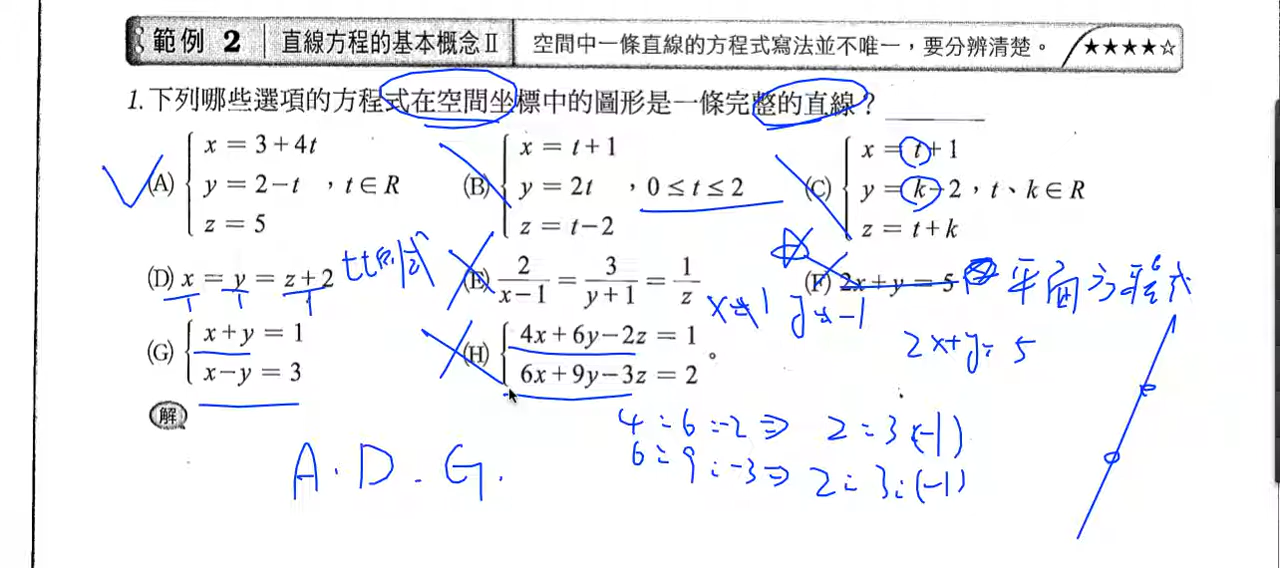 範例 2 直線方程的基本概念Ⅱ 空間中一條直線的方程式寫法並不唯一，要分辨清楚。 ★★★★☆
1. 下列哪些選項的方程式在空間坐標中的圖形是一條完整的直線？
(A) { x = 3+4t
y = 2−t ，t∈R
z = 5
(B) { x = t+1
y = 2t ，0≤t≤2
z = t−2
(C) { x = t+1
y = k−2，t、k∈R
z = t+k
(D) x = y = z+2
1 1 1
比例式
(E) 2/(x−1) = 3/(y+1) = 1/z
x≠1 y≠−1
(F) 2x+y = 5
平面方程式
2x+y=5
(G) { x+y = 1
x−y = 3
(H) { 4x+6y−2z = 1
6x+9y−3z = 2 。
解
4:6:-2 ⇒ 2:3(-1)
6:9:-3 ⇒ 2:3:(-1)
A. D. G.